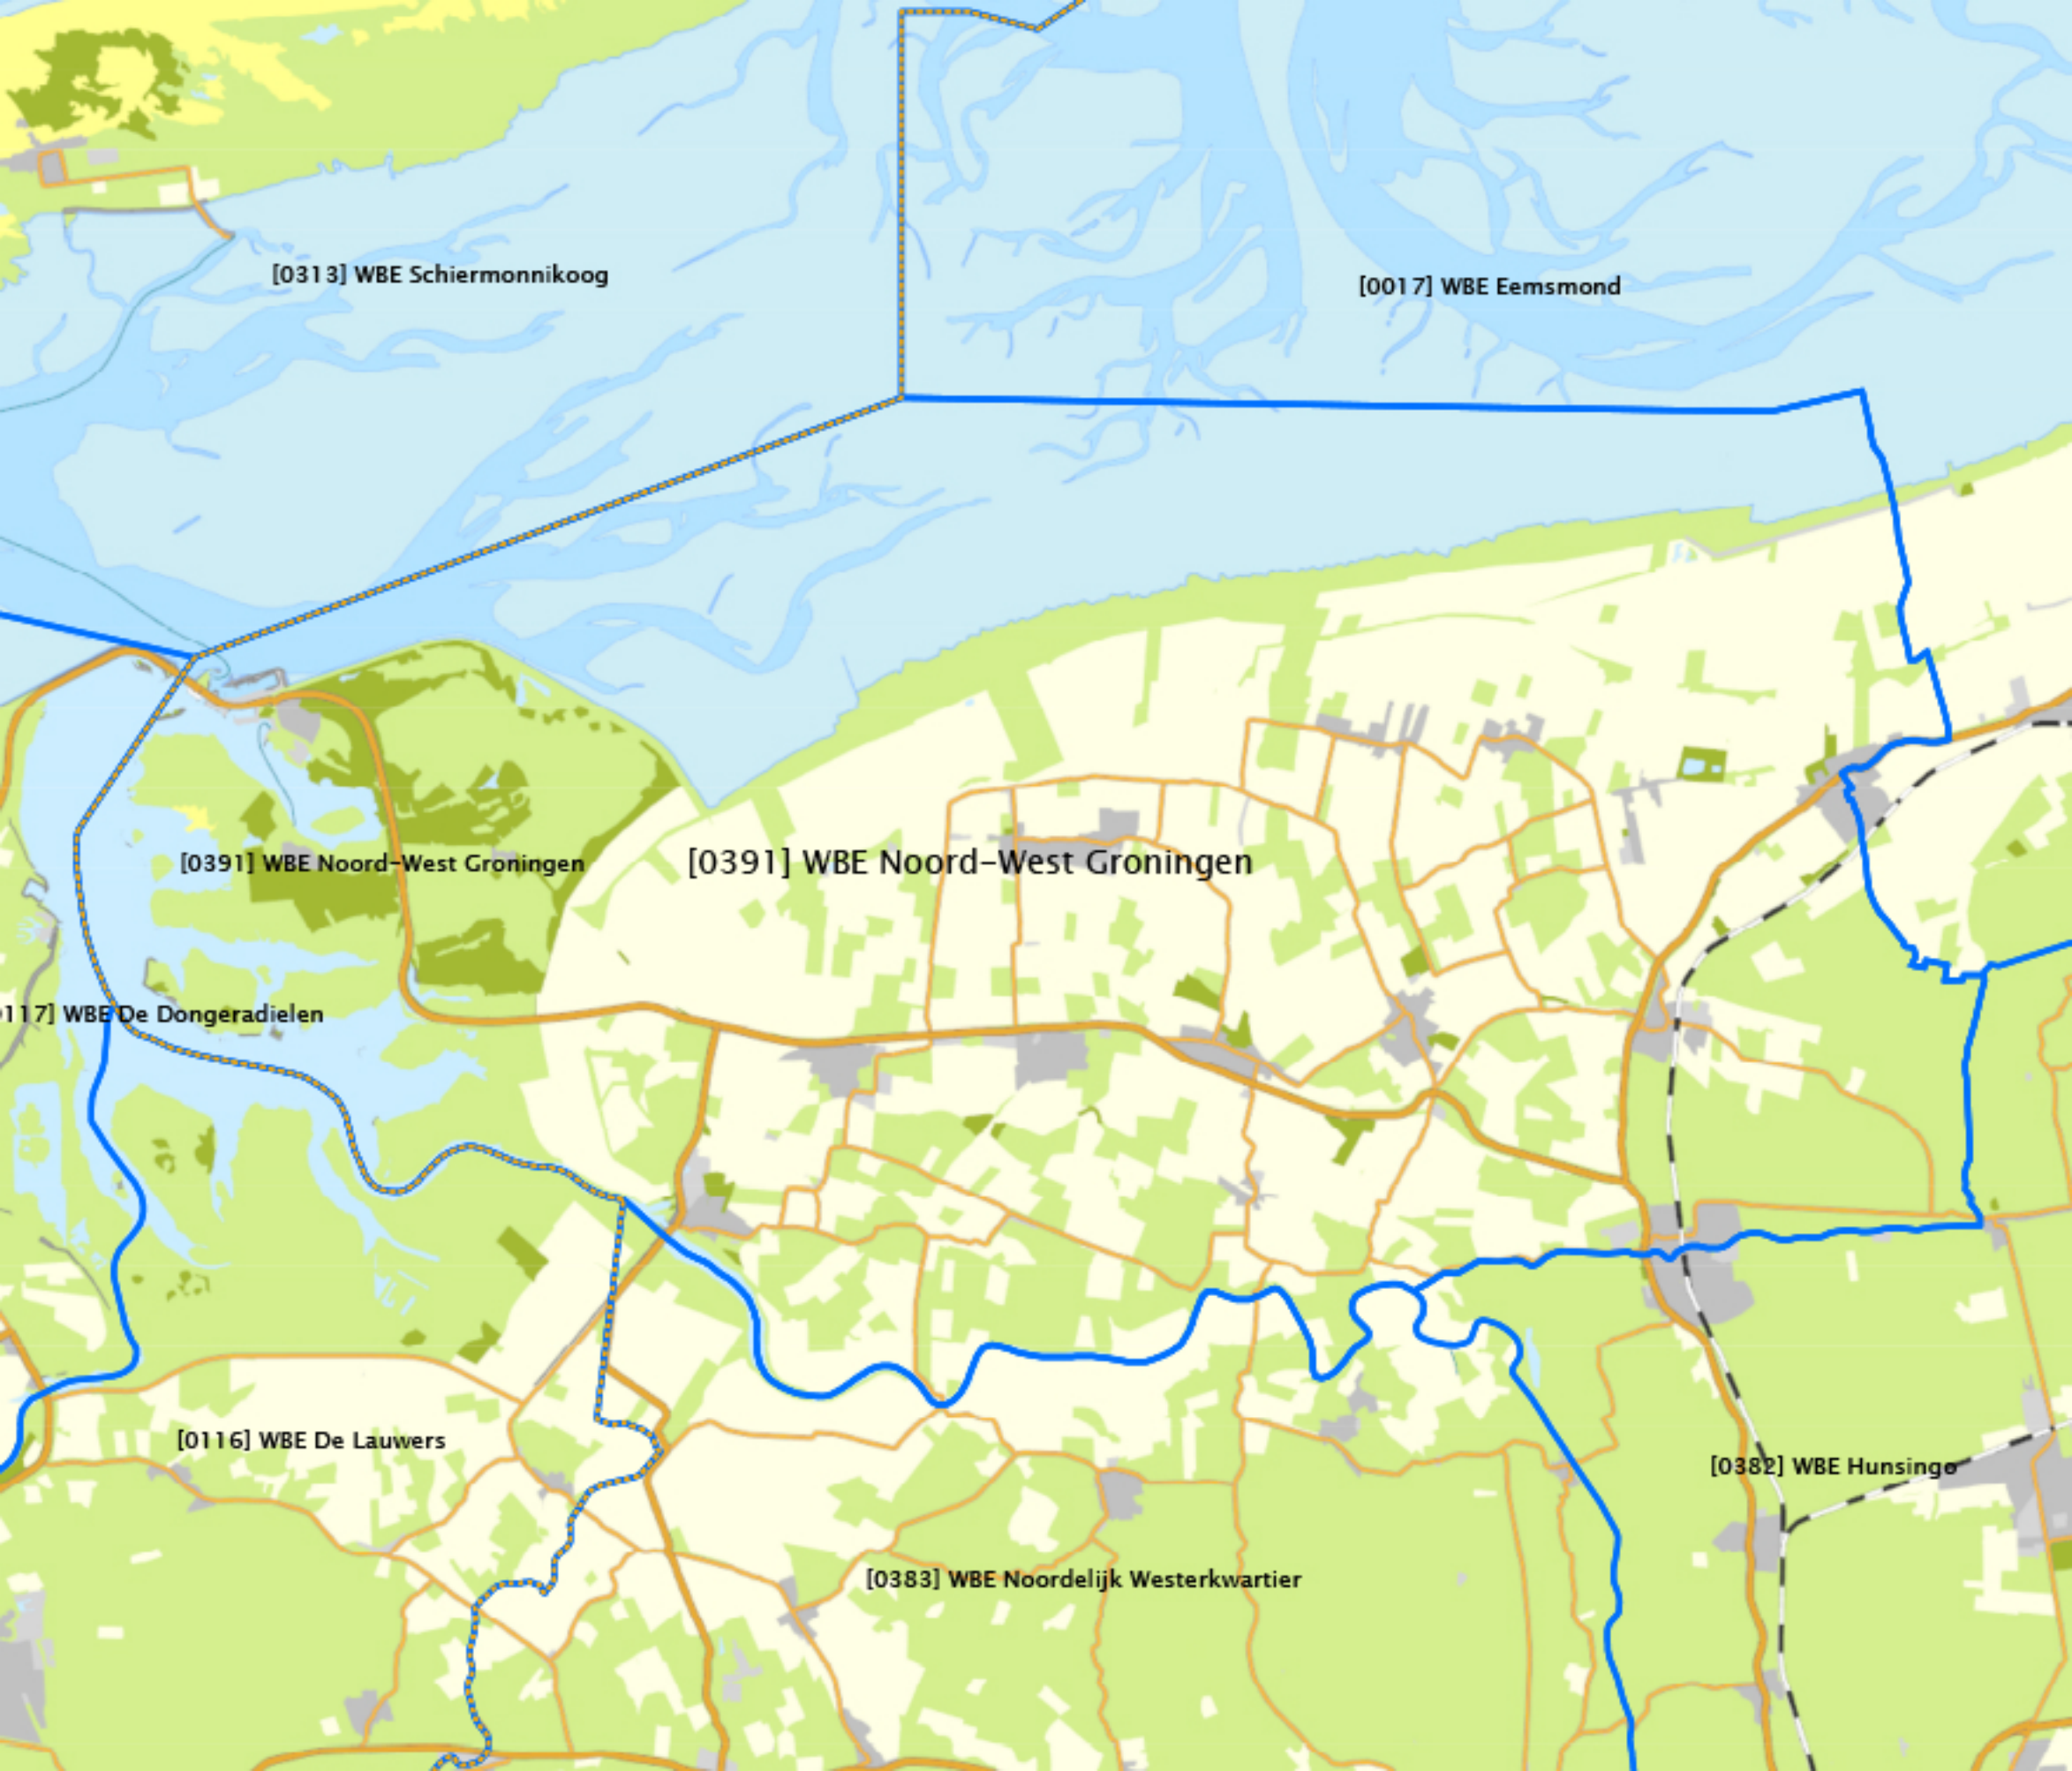 [0313] WBE Schiermonnikoog
[0017] WBE Eemsmond
[0391] WBE Noord-West Groningen
[0391] WBE Noord-West Groningen
117] WBE De Dongeradielen
[0116] WBE De Lauwers
[0382] WBE Hunsingo
[0383] WBE Noordelijk Westerkwartier